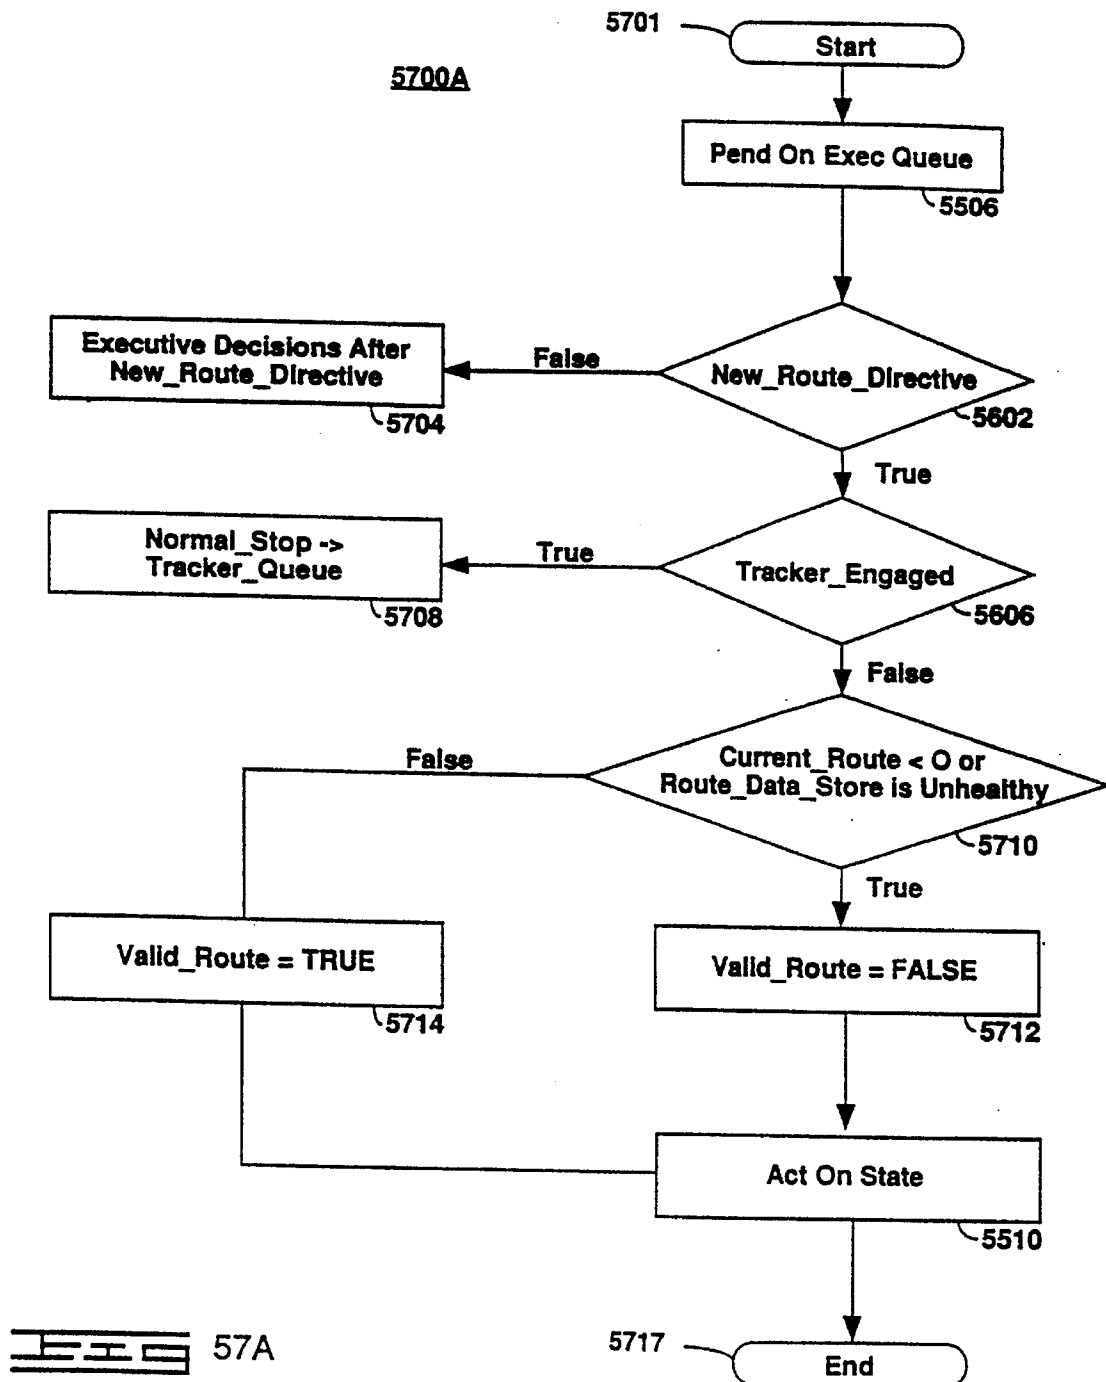 5701
Start
5700A
Pend On Exec Queue
5506
Executive Decisions After
New_Route_Directive
5704
False
New_Route_Directive
5602
True
Normal_Stop ->
Tracker_Queue
5708
True
Tracker_Engaged
5606
False
False
Current_Route < O or
Route_Data_Store is Unhealthy
5710
True
Valid_Route = TRUE
5714
Valid_Route = FALSE
5712
Act On State
5510
57A
5717
End